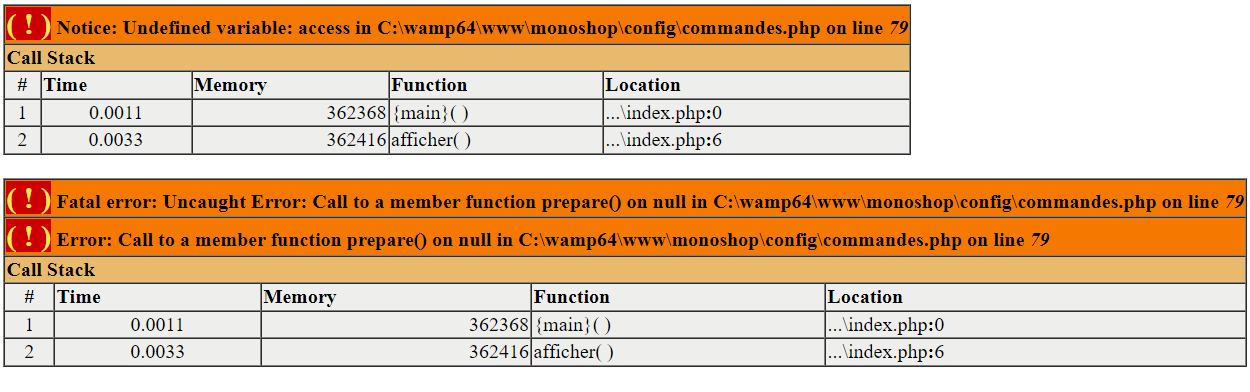 ( ! ) Notice: Undefined variable: access in C:\wamp64\www\monoshop\config\commandes.php on line 79
Call Stack
# Time Memory Function Location
1 0.0011 362368 {main}( ) ...\index.php:0
2 0.0033 362416 afficher( ) ...\index.php:6
( ! ) Fatal error: Uncaught Error: Call to a member function prepare() on null in C:\wamp64\www\monoshop\config\commandes.php on line 79
( ! ) Error: Call to a member function prepare() on null in C:\wamp64\www\monoshop\config\commandes.php on line 79
Call Stack
# Time Memory Function Location
1 0.0011 362368 {main}( ) ...\index.php:0
2 0.0033 362416 afficher( ) ...\index.php:6